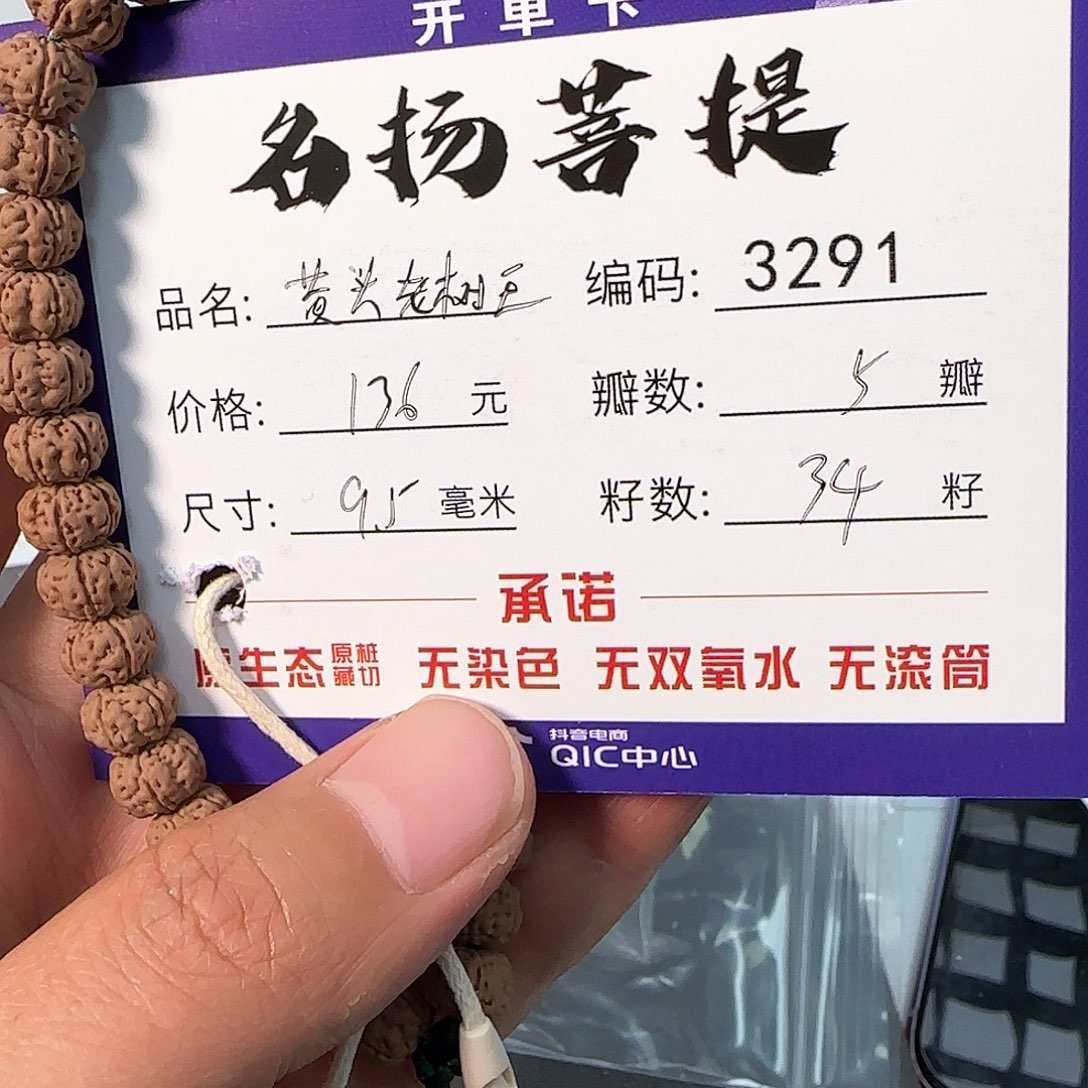 开单卡
名扬菩提
品名: 黄头老树王 编码: 3291
价格: 136 元 瓣数: 5 瓣
尺寸: 9.5 毫米 籽数: 34 籽
承诺
原生态 原桩藏切 无染色 无双氧水 无滚筒
抖音电商
QIC中心